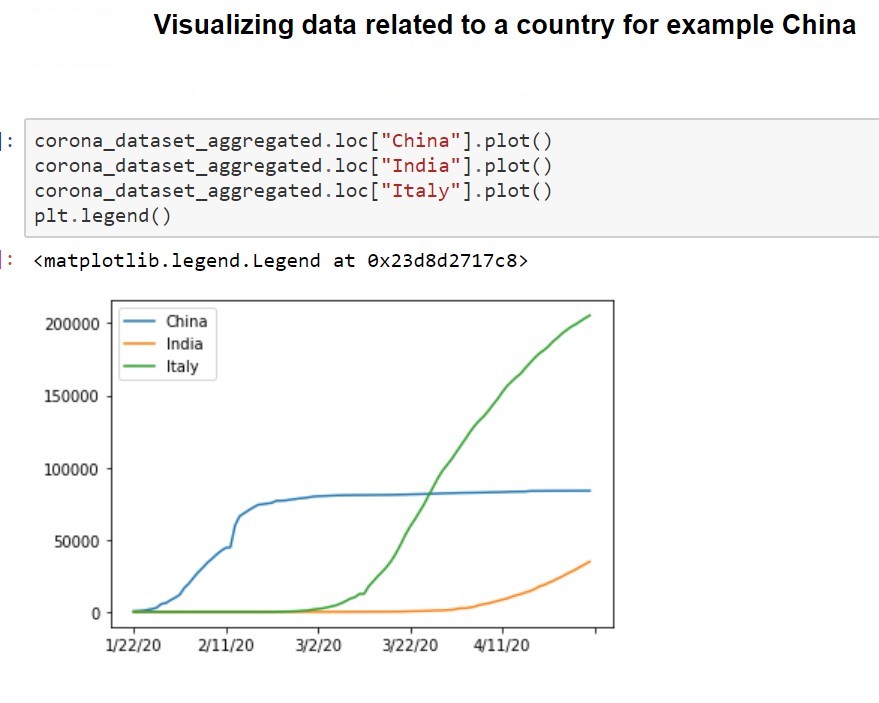 Visualizing data related to a country for example China
]:
corona_dataset_aggregated.loc["China"].plot()
corona_dataset_aggregated.loc["India"].plot()
corona_dataset_aggregated.loc["Italy"].plot()
plt.legend()
]:
<matplotlib.legend.Legend at 0x23d8d2717c8>
China
India
Italy
200000
150000
100000
50000
0
1/22/20 2/11/20 3/2/20 3/22/20 4/11/20